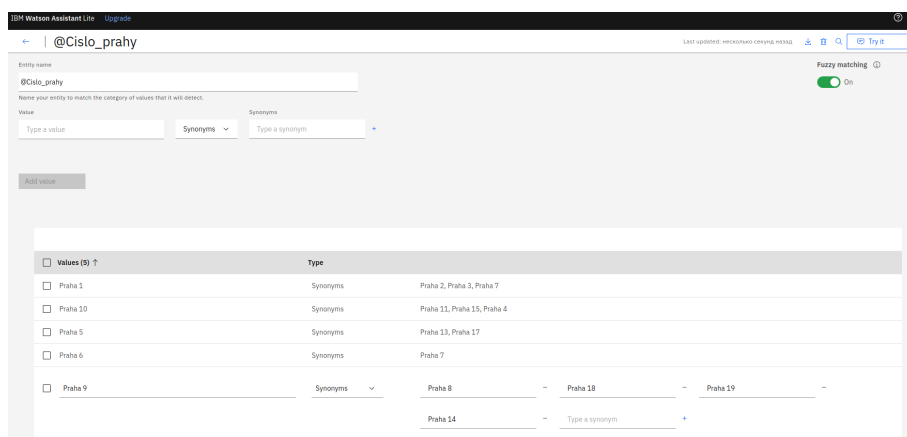 IBM Watson Assistant Lite Upgrade
@Cislo_prahy
Last updated: несколько секунд назад
Try it
Entity name
Fuzzy matching
@Cislo_prahy
On
Name your entity to match the category of values that it will detect.
Value Synonyms
Type a value Synonyms Type a synonym +
Add value
Values (5) ↑ Type
Praha 1 Synonyms Praha 2, Praha 3, Praha 7
Praha 10 Synonyms Praha 11, Praha 15, Praha 4
Praha 5 Synonyms Praha 13, Praha 17
Praha 6 Synonyms Praha 7
Praha 9 Synonyms Praha 8 − Praha 18 − Praha 19 −
Praha 14 − Type a synonym +